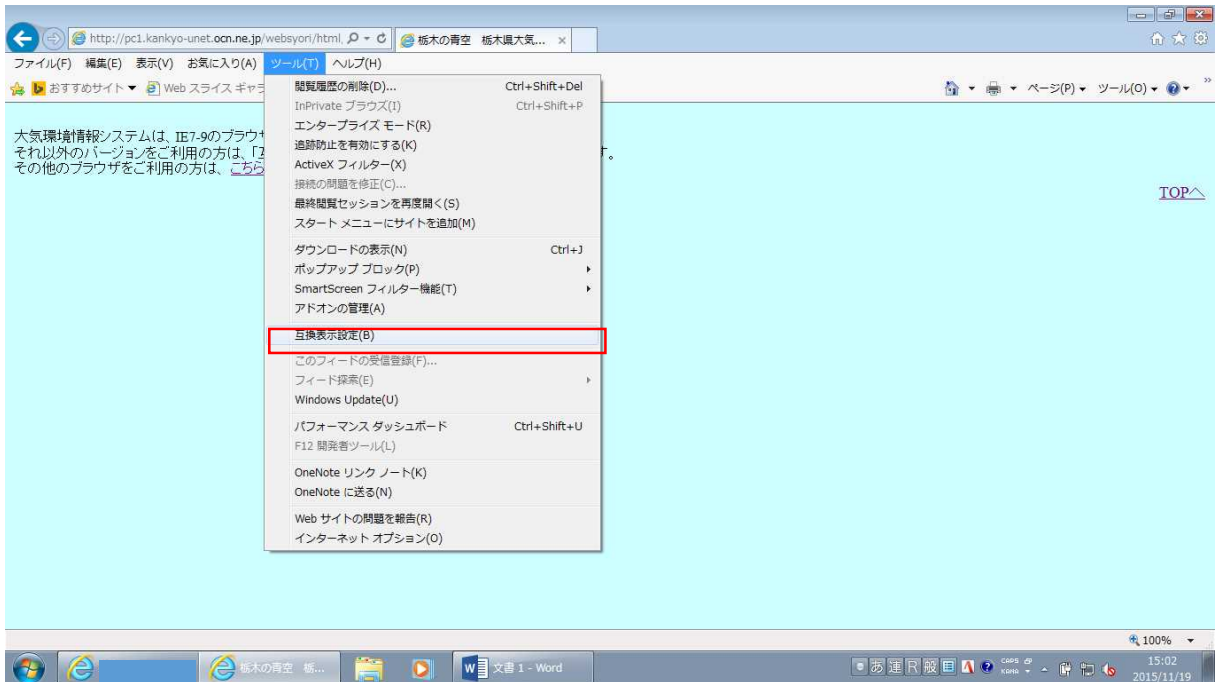 http://pc1.kankyo-unet.ocn.ne.jp/websyori/html,
栃木の青空 栃木県大気...
ファイル(F) 編集(E) 表示(V) お気に入り(A) ツール(T) ヘルプ(H)
おすすめサイト Web スライス ギャラ
ページ(P) ツール(O)
大気環境情報システムは、IE7-9のブラウ
それ以外のバージョンをご利用の方は、「
す。
その他のブラウザをご利用の方は、こちら
TOPへ
閲覧履歴の削除(D)... Ctrl+Shift+Del
InPrivate ブラウズ(I) Ctrl+Shift+P
エンタープライズ モード(R)
追跡防止を有効にする(K)
ActiveX フィルター(X)
接続の問題を修正(C)...
最終閲覧セッションを再度開く(S)
スタート メニューにサイトを追加(M)
ダウンロードの表示(N) Ctrl+J
ポップアップ ブロック(P)
SmartScreen フィルター機能(T)
アドオンの管理(A)
互換表示設定(B)
このフィードの受信登録(F)...
フィード探索(E)
Windows Update(U)
パフォーマンス ダッシュボード Ctrl+Shift+U
F12 開発者ツール(L)
OneNote リンク ノート(K)
OneNote に送る(N)
Web サイトの問題を報告(R)
インターネット オプション(O)
100%
栃木の青空 栃...
文書 1 - Word
あ 連 R 般
CAPS
KANA
15:02
2015/11/19